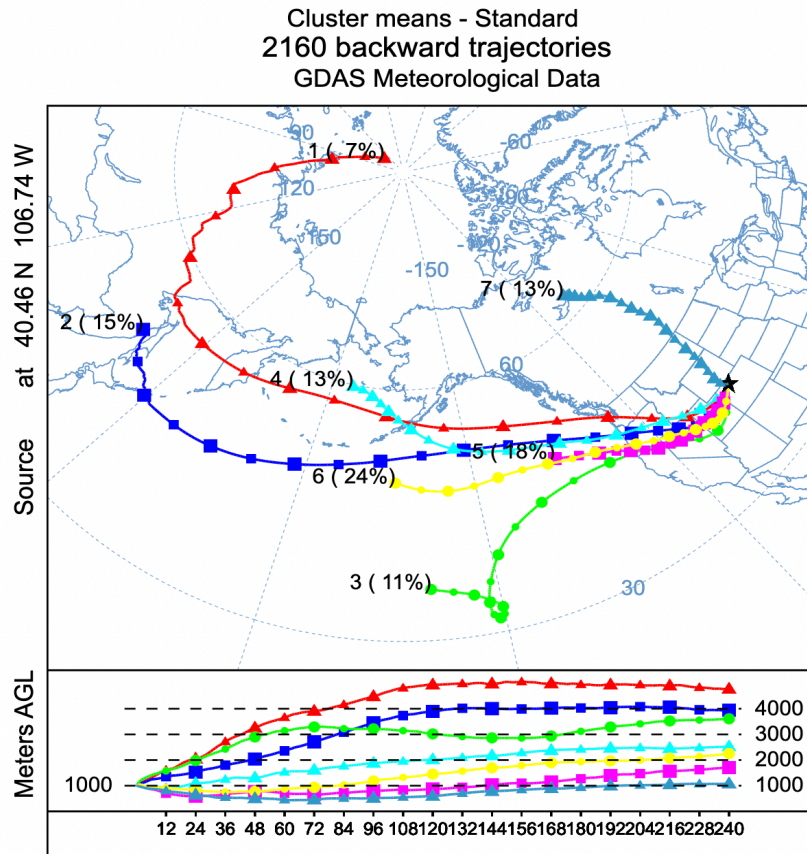 Cluster means - Standard
2160 backward trajectories
GDAS Meteorological Data
Source at 40.46 N 106.74 W
-90
1 ( 7%)
-60
120
-90
150
-120
-150
7 ( 13%)
2 ( 15%)
4 ( 13%)
60
5 ( 18%)
6 ( 24%)
3 ( 11%)
30
Meters AGL
4000
3000
2000
1000
1000
12 24 36 48 60 72 84 96 108 120 132 144 156 168 180 192 204 216 228 240